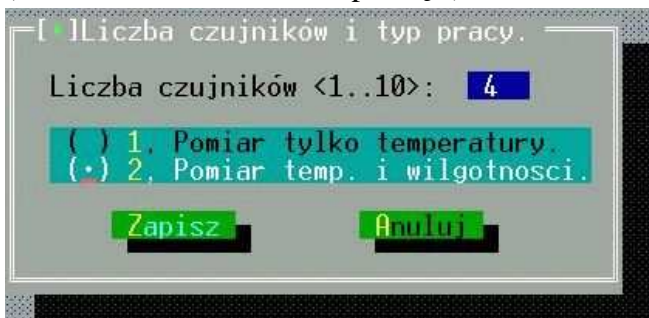 [▪]Liczba czujników i typ pracy.
Liczba czujników <1..10>: 4
( ) 1. Pomiar tylko temperatury.
(•) 2. Pomiar temp. i wilgotnosci.
Zapisz Anuluj